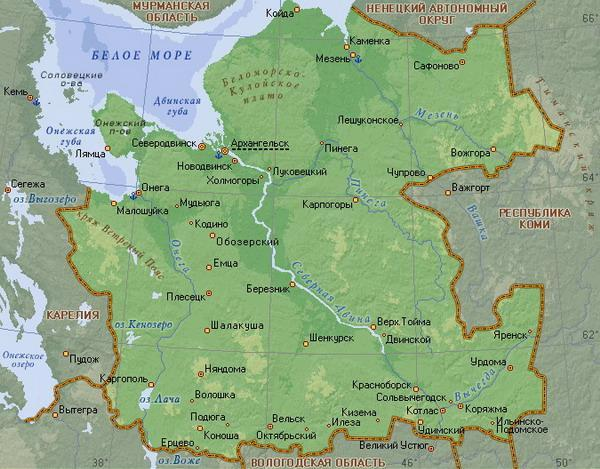 МУРМАНСКАЯ
ОБЛАСТЬ
НЕНЕЦКИЙ АВТОНОМНЫЙ
ОКРУГ
66°
Койда
Каменка
Мезень
Сафоново
БЕЛОЕ МОРЕ
Соловецкие
о-ва
Беломорско-
Кулойское
плато
Кемь
Двинская
губа
Онежский
п-ов
Онежская
губа
Мезень
Лешуконское
Тиманский кряж
Лямца
Северодвинск
Архангельск
Пинега
Вожгора
Новодвинск
Холмогоры
Луковецкий
Чупрово
64°
Сегежа
оз.Выгозеро
Онега
Малошуйка
Мудьюга
Пинега
Карпогоры
Важгорт
Вашка
РЕСПУБЛИКА
КОМИ
кряж Ветреный Пояс
Кодино
Обозерский
Онега
Емца
Березник
Северная Двина
Плесецк
КАРЕЛИЯ
оз.Кенозеро
Шалакуша
Шенкурск
Верх.Тойма
Двинской
Яренск
62°
Онежское
озеро
Пудож
Няндома
Урдома
Каргополь
Красноборск
Вычегда
оз.Лача
Волошка
Сольвычегодск
Вытегра
Подюга
Вельск
Кизема
Котлас
Коряжма
Коноша
Октябрьский
Илеза
Удимский
Ильинско-
Подомское
Ерцево
Великий Устюг
38°
оз.Воже
ВОЛОГОДСКАЯ ОБЛАСТЬ
46°
50°